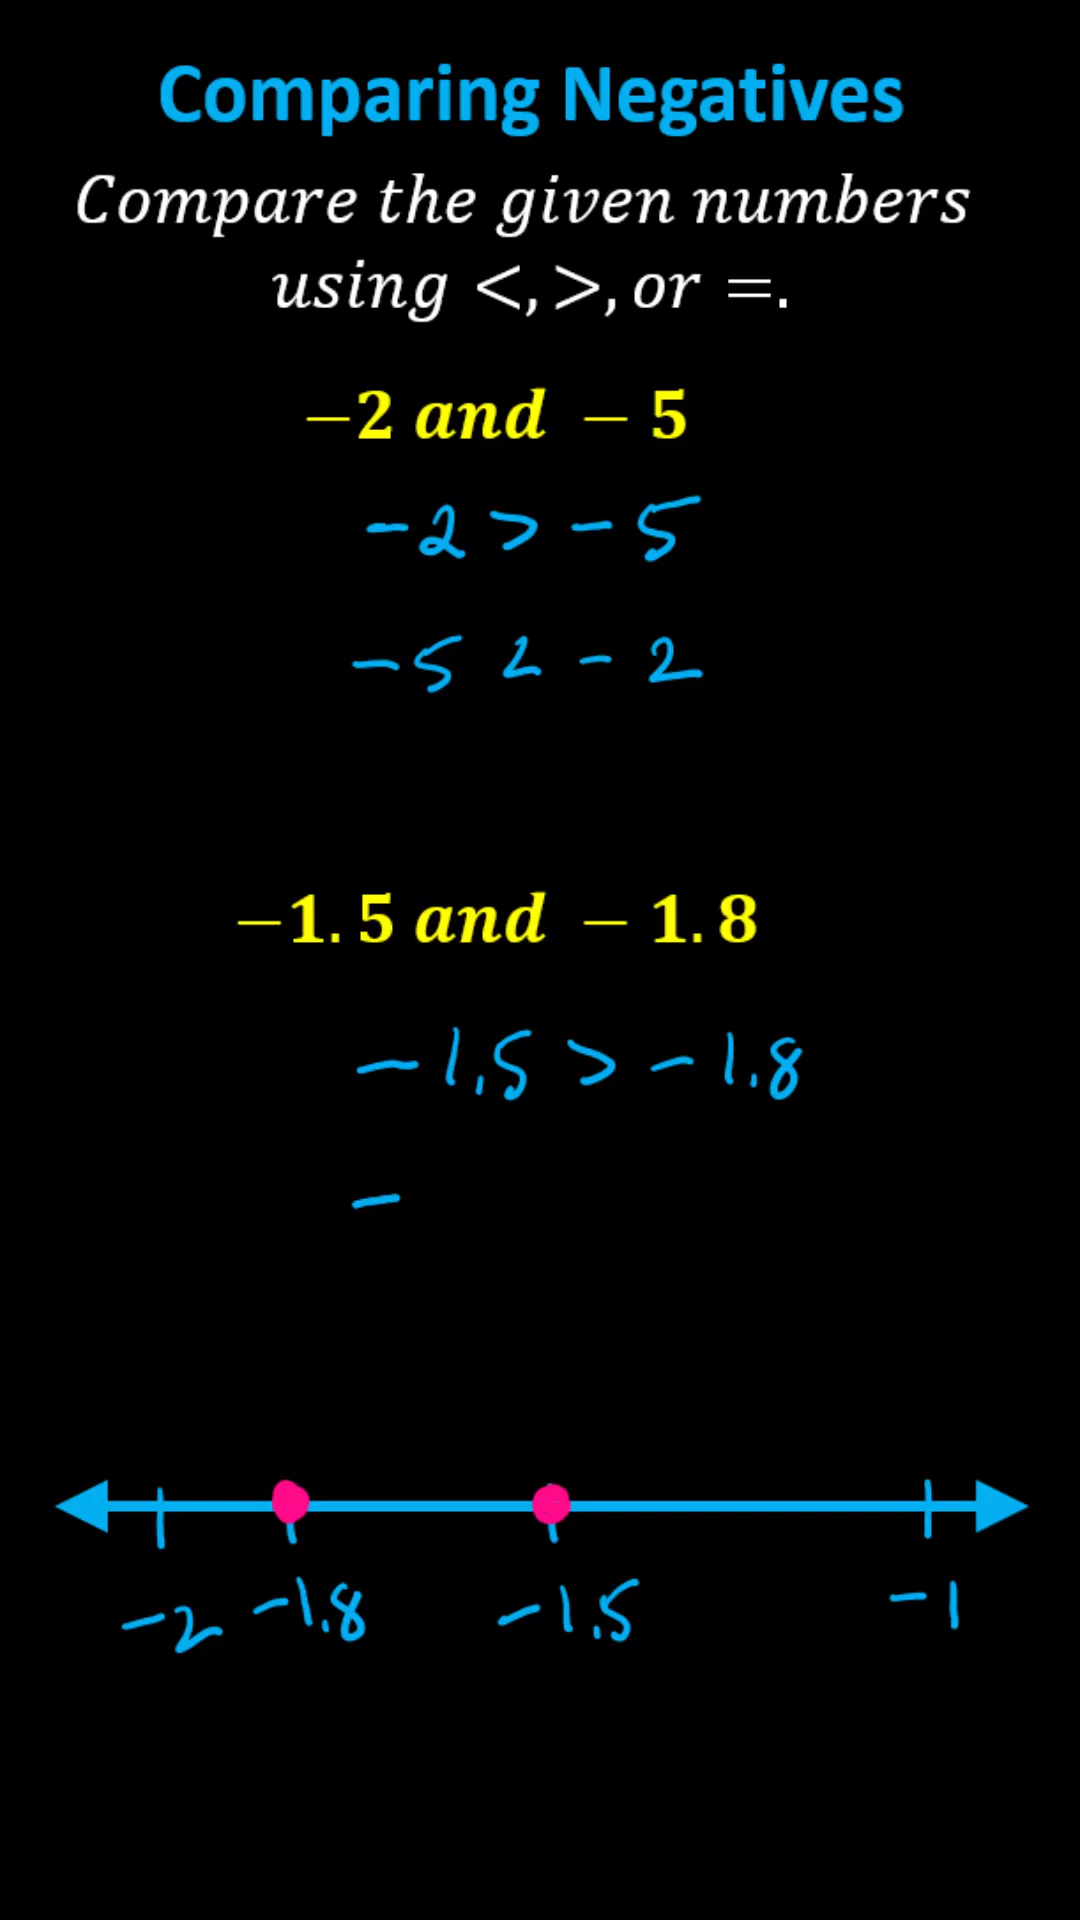 Comparing Negatives
Compare the given numbers
using <, >, or =.
−2 and − 5
-2 > - 5
-5 < - 2
−1.5 and − 1.8
-1.5 > - 1.8
-
-2 -1.8 -1.5 -1